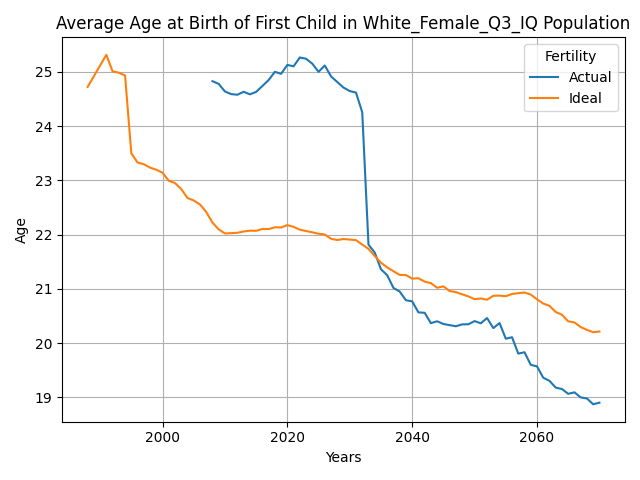 Average Age at Birth of First Child in White_Female_Q3_IQ Population
Fertility
Actual
Ideal
25
24
23
22
21
20
19
Age
2000
2020
2040
2060
Years